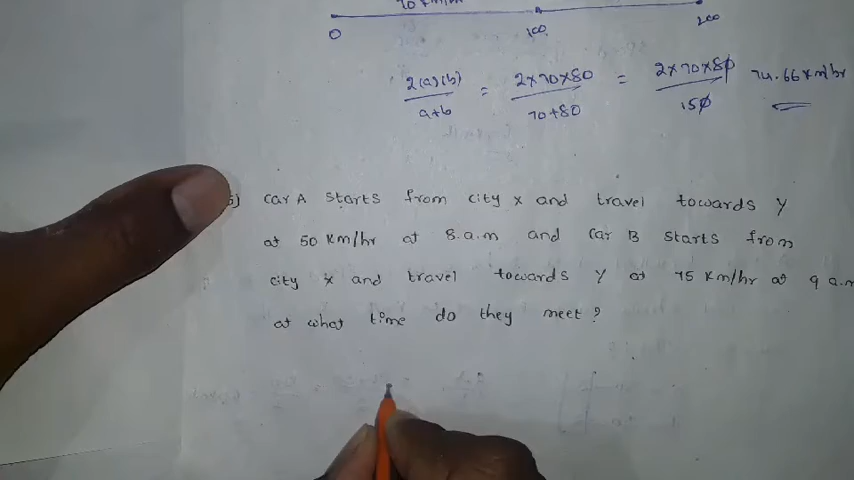 0 100 200
2(a)(b) / a+b = 2×70×80 / 70+80 = 2×70×80 / 150 74.66 km/hr
Car A starts from city x and travel towards Y
at 50 km/hr at 8.a.m and Car B starts from
city x and travel towards Y at 75 km/hr at 9 a.m
at what time do they meet?